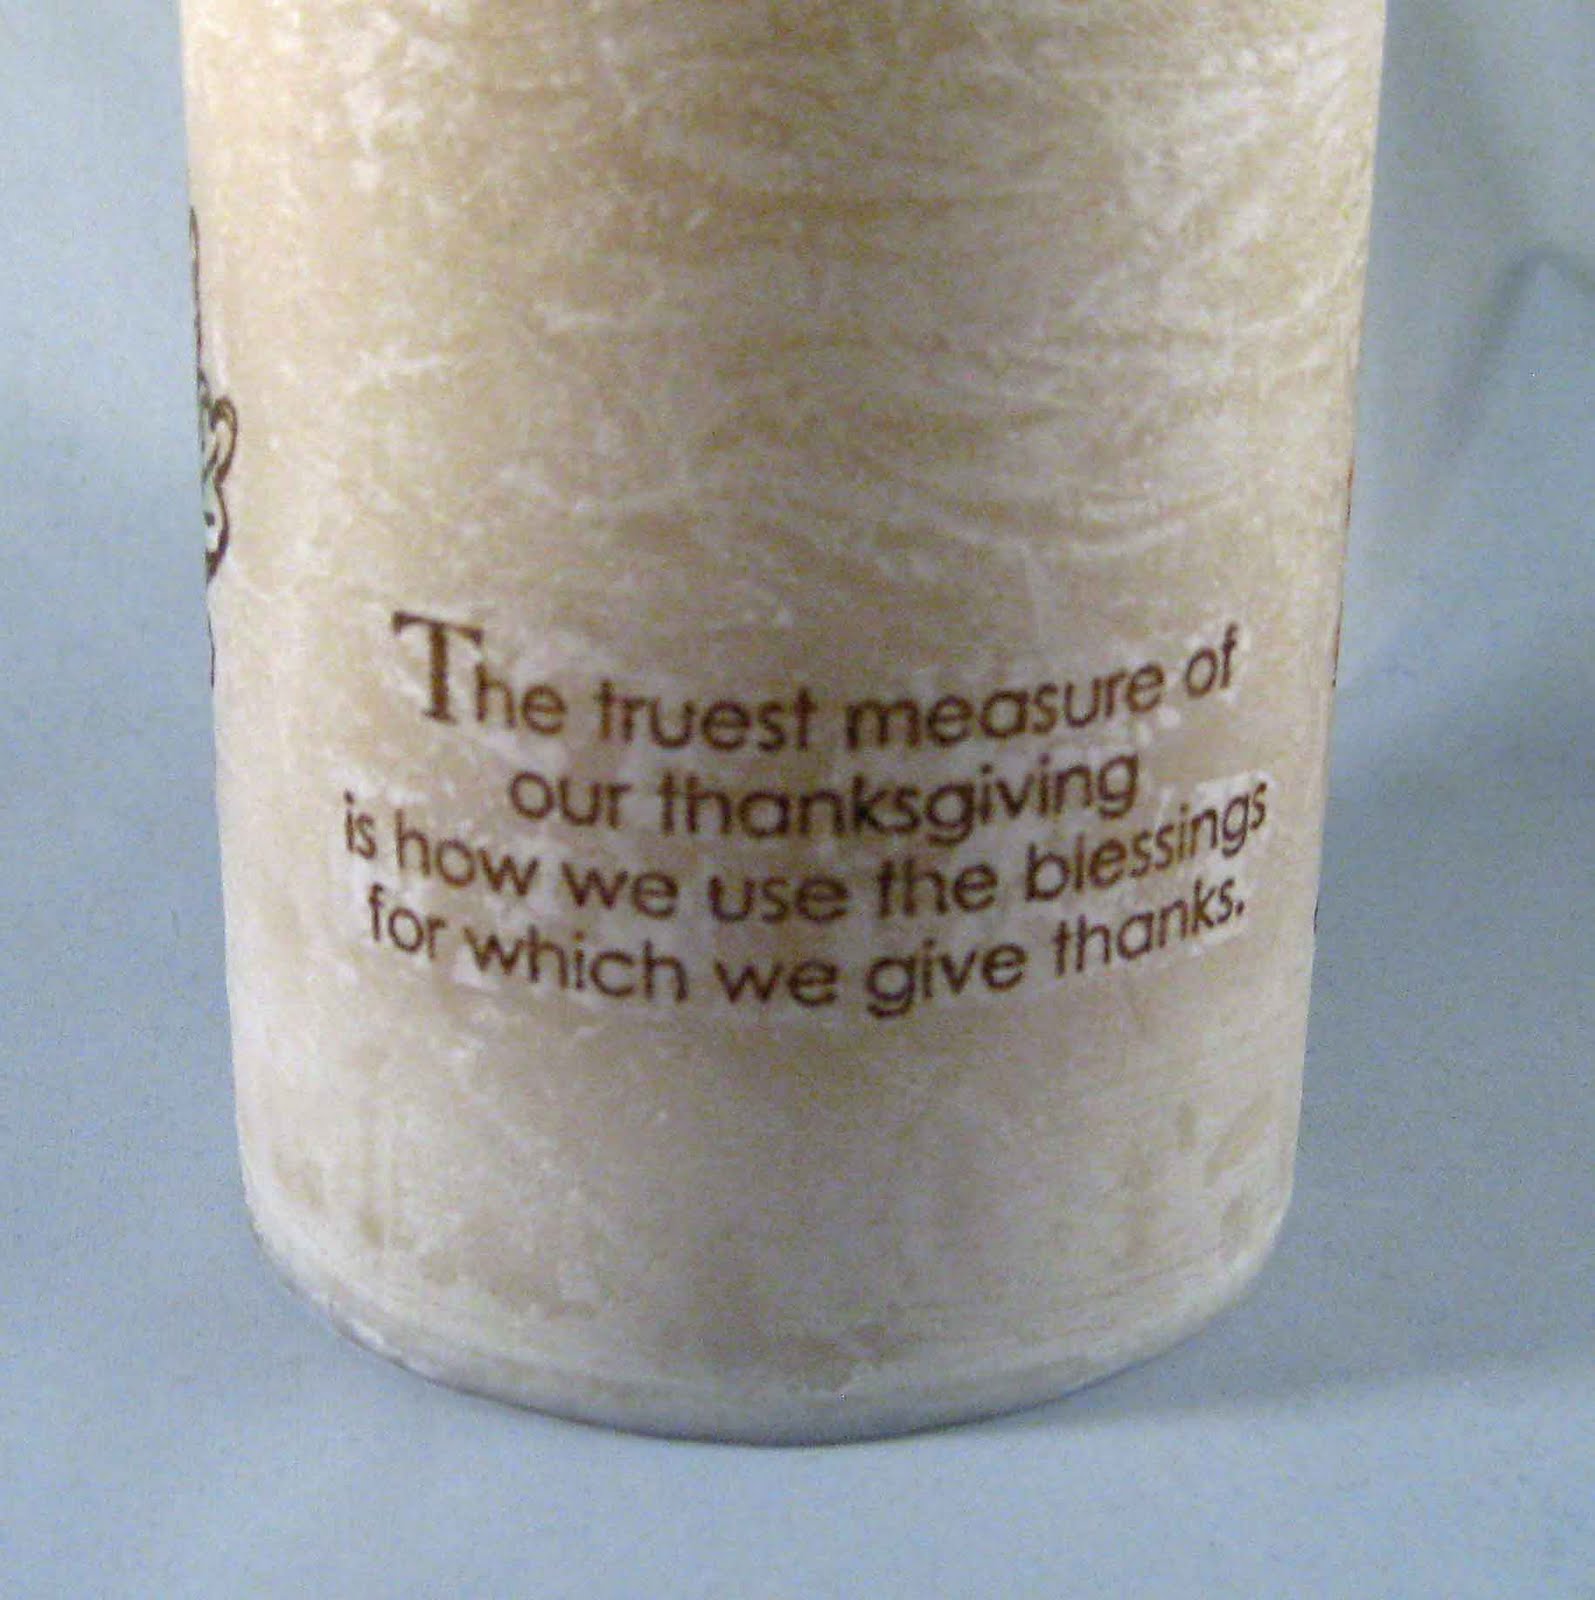 The truest measure of
our thanksgiving
is how we use the blessings
for which we give thanks.